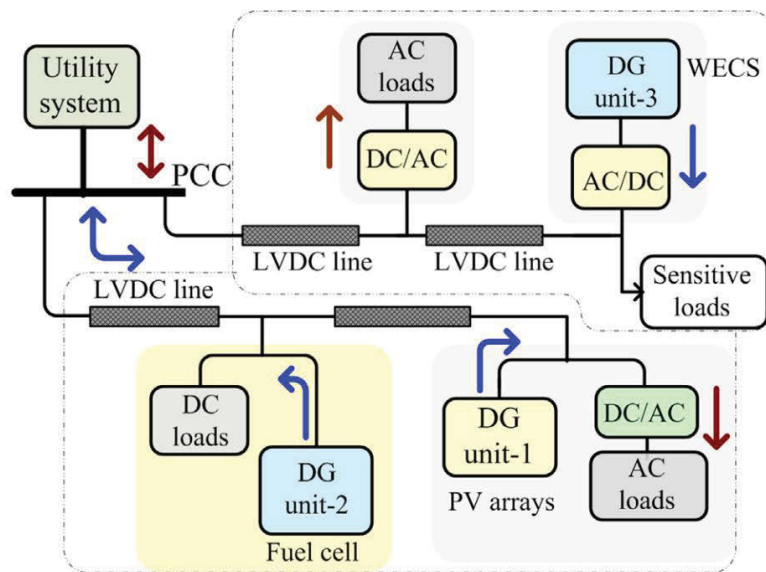 Utility
system
PCC
AC
loads
DC/AC
DG
unit-3
WECS
AC/DC
LVDC line
LVDC line
Sensitive
loads
LVDC line
DC
loads
DG
unit-2
Fuel cell
DG
unit-1
PV arrays
DC/AC
AC
loads